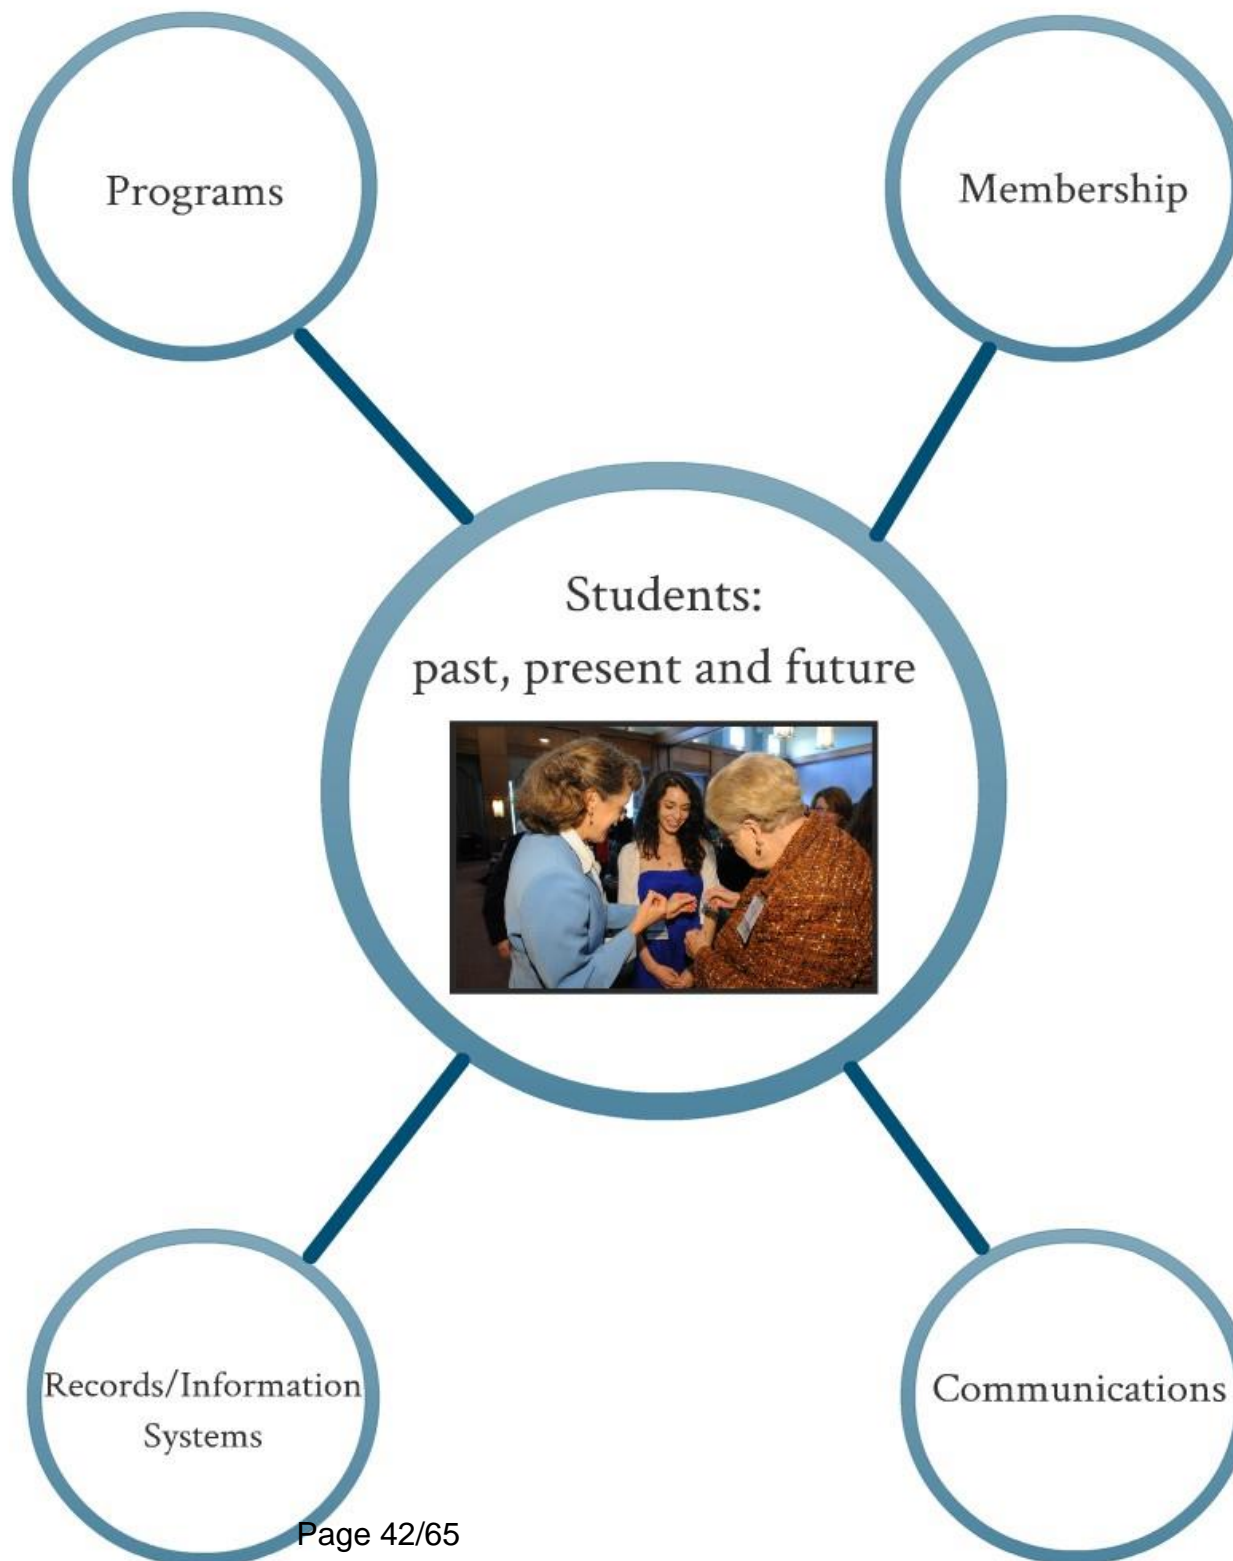 Programs
Membership
Students:
past, present and future
Records/Information
Systems
Communications
Page 42/65